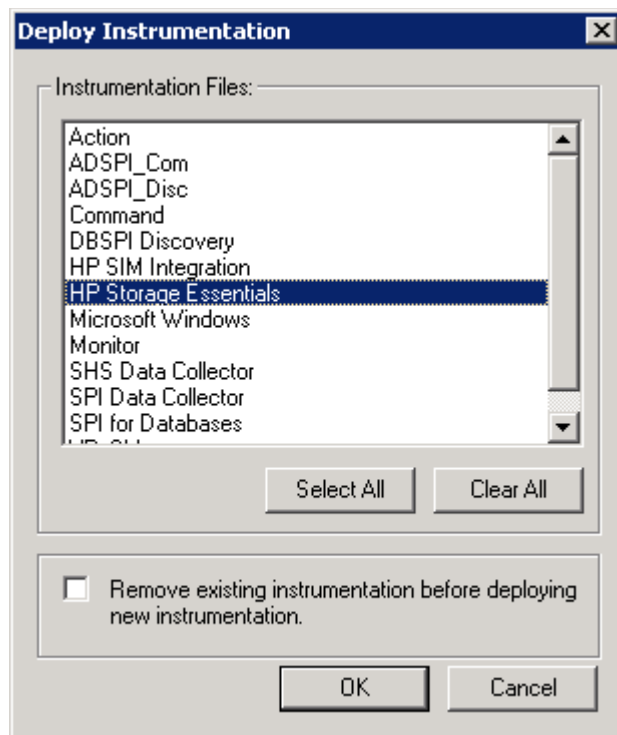 Deploy Instrumentation
Instrumentation Files:
Action
ADSPI_Com
ADSPI_Disc
Command
DBSPI Discovery
HP SIM Integration
HP Storage Essentials
Microsoft Windows
Monitor
SHS Data Collector
SPI Data Collector
SPI for Databases
Select All
Clear All
Remove existing instrumentation before deploying
new instrumentation.
OK
Cancel